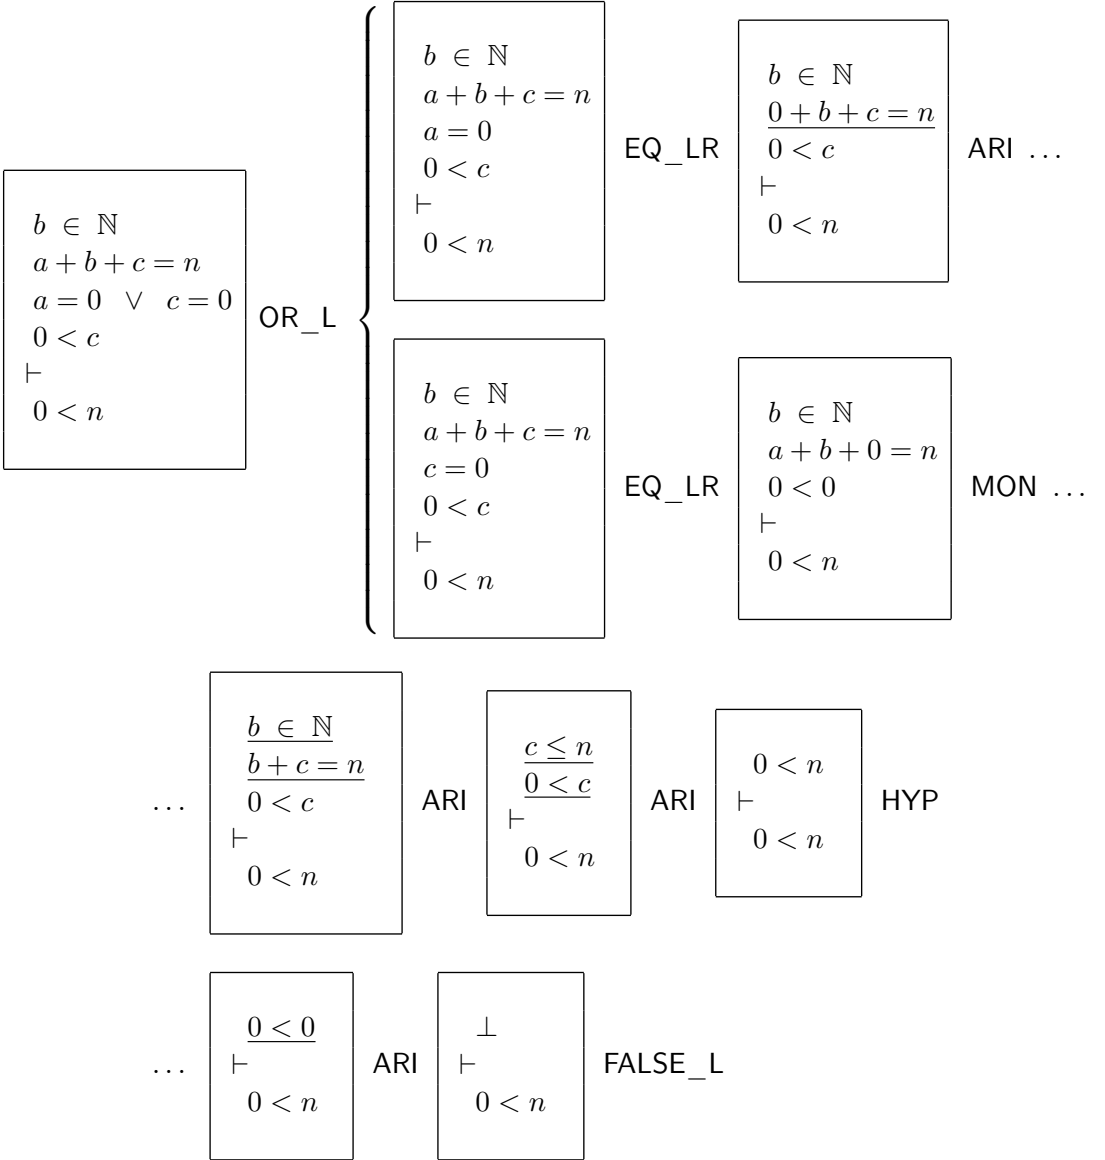 b ∈ ℕ
a + b + c = n
a = 0 ∨ c = 0
0 < c
⊢
0 < n
OR_L
b ∈ ℕ
a + b + c = n
a = 0
0 < c
⊢
0 < n
EQ_LR
b ∈ ℕ
0 + b + c = n
0 < c
⊢
0 < n
ARI ...
b ∈ ℕ
a + b + c = n
c = 0
0 < c
⊢
0 < n
EQ_LR
b ∈ ℕ
a + b + 0 = n
0 < 0
⊢
0 < n
MON ...
...
b ∈ ℕ
b + c = n
0 < c
⊢
0 < n
ARI
c ≤ n
0 < c
⊢
0 < n
ARI
0 < n
⊢
0 < n
HYP
...
0 < 0
⊢
0 < n
ARI
⊥
⊢
0 < n
FALSE_L